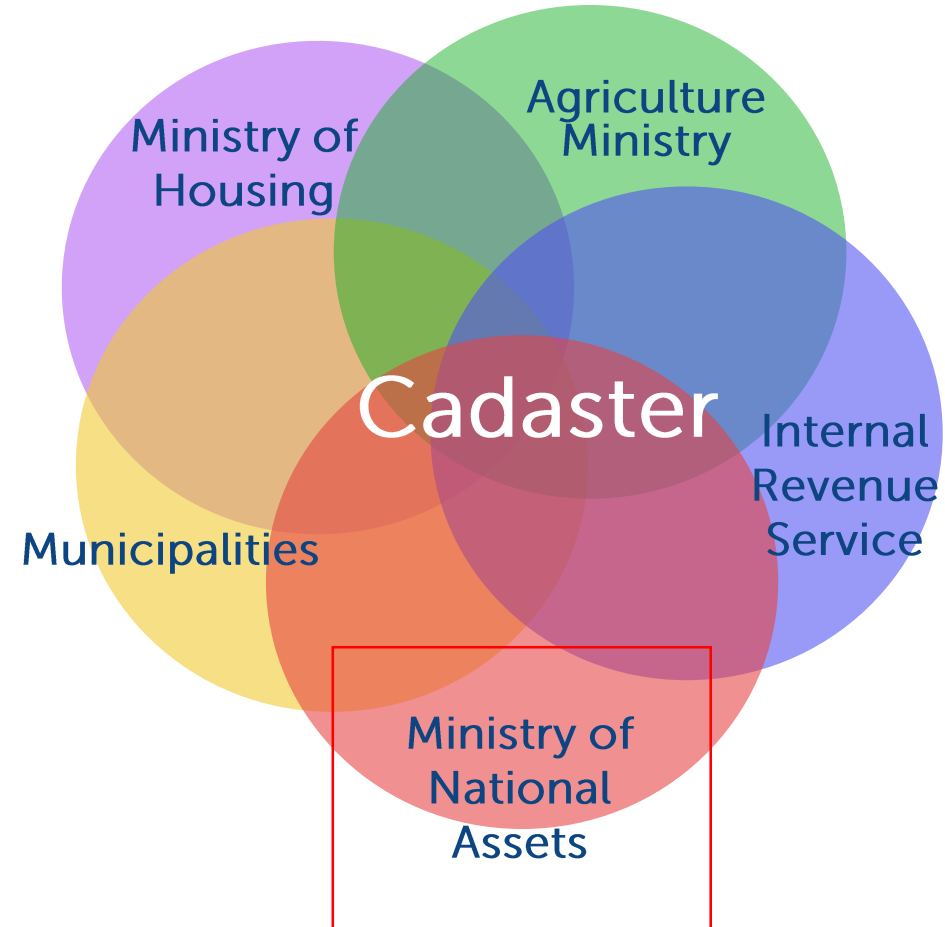 Ministry of
Housing
Agriculture
Ministry
Cadaster
Internal
Revenue
Service
Municipalities
Ministry of
National
Assets